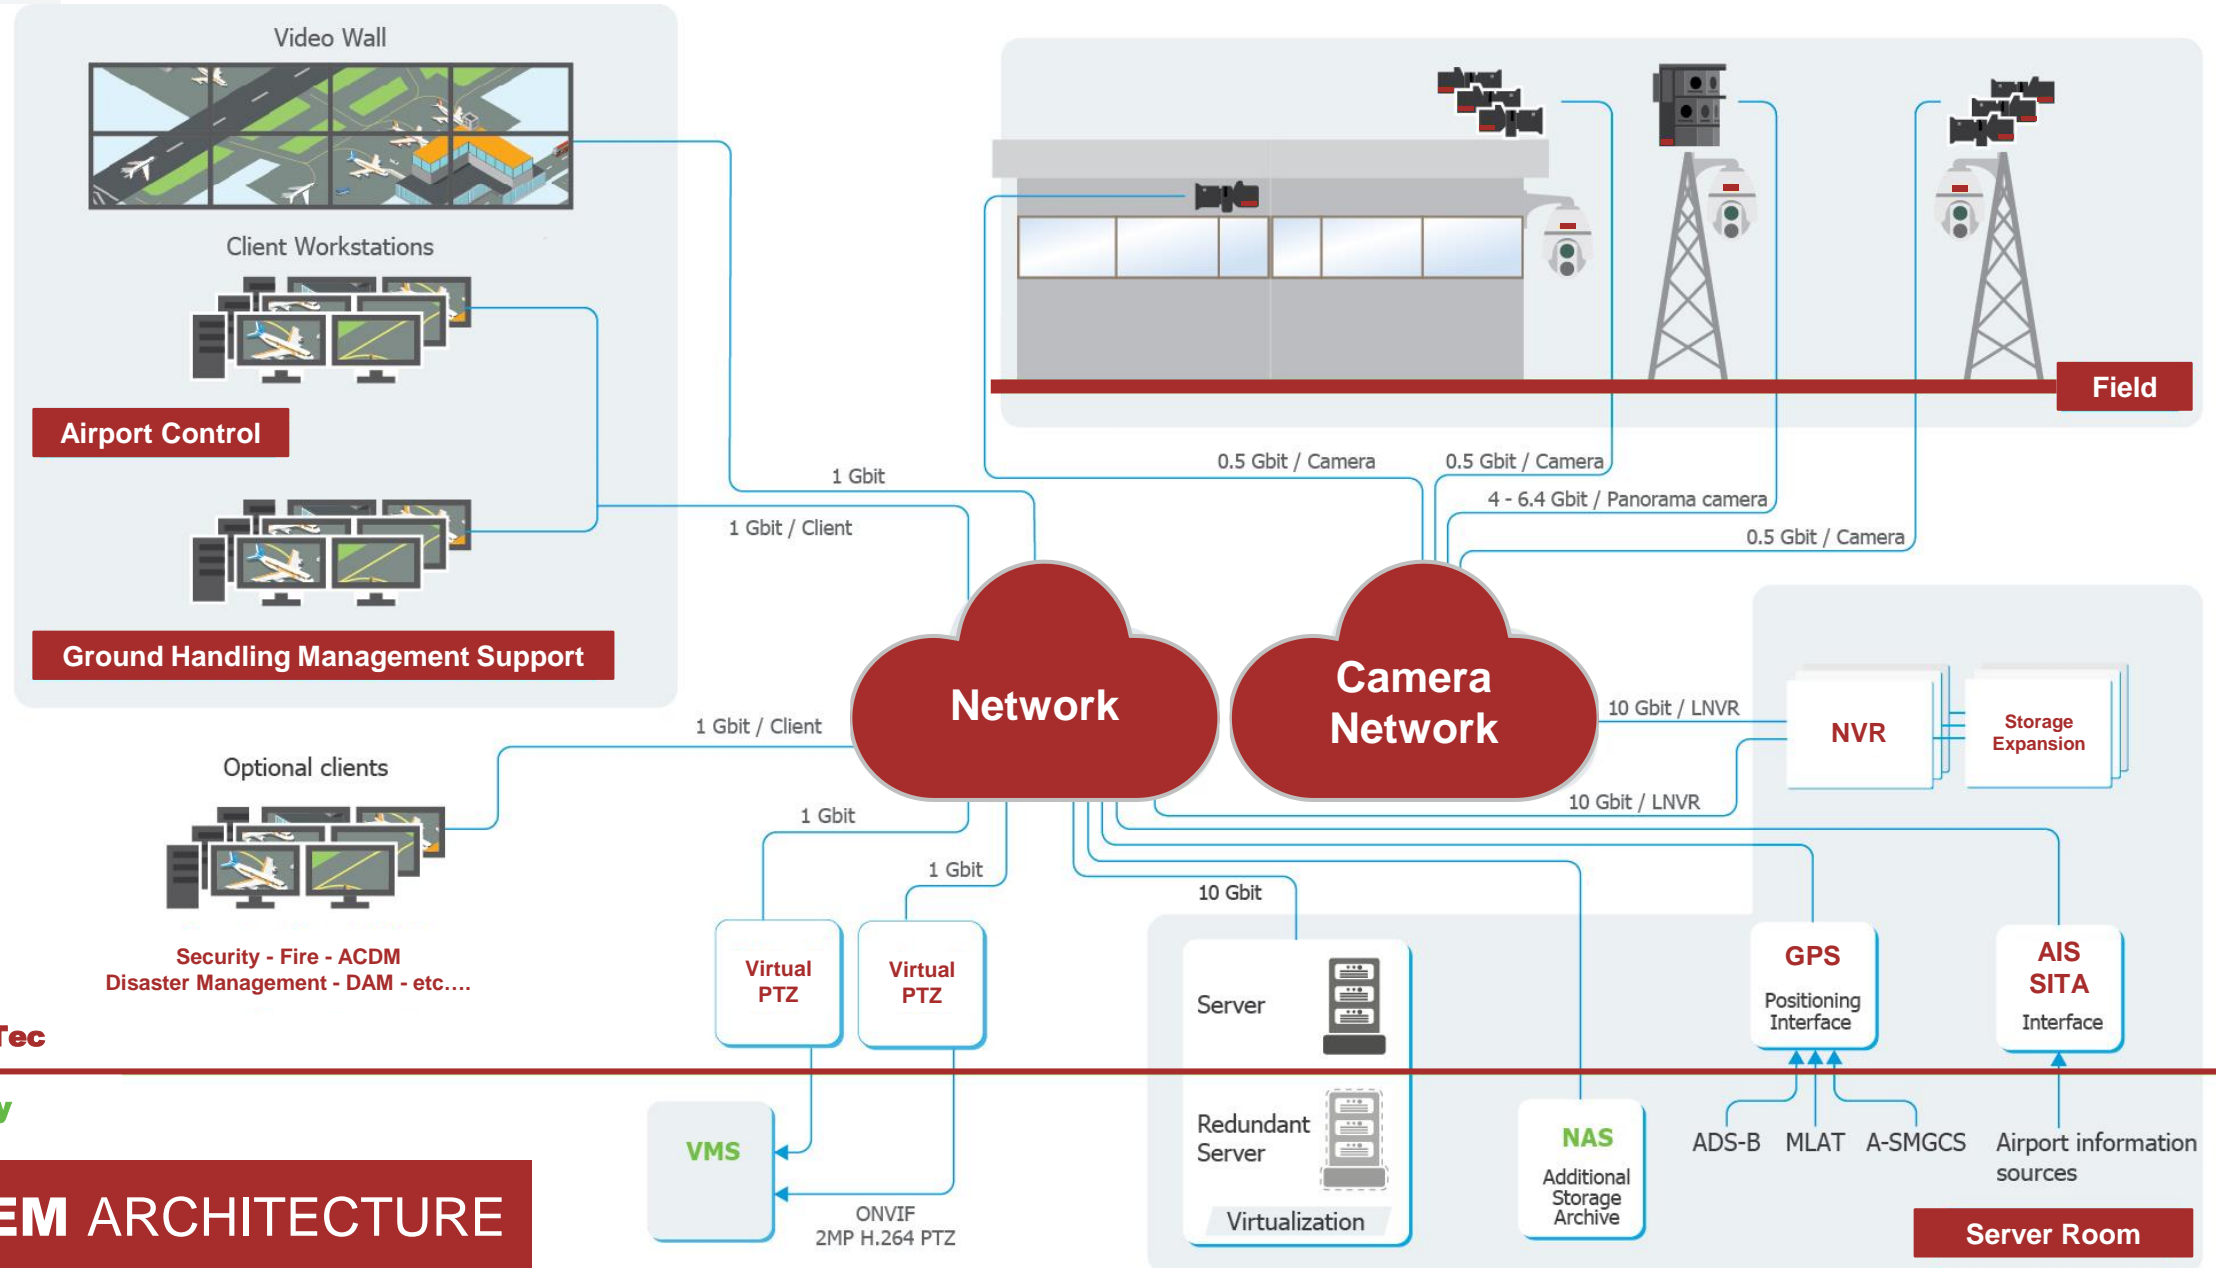 Video Wall
Client Workstations
Airport Control
Ground Handling Management Support
Field
1 Gbit
1 Gbit / Client
0.5 Gbit / Camera
0.5 Gbit / Camera
4 - 6.4 Gbit / Panorama camera
0.5 Gbit / Camera
Network
Camera
Network
1 Gbit / Client
10 Gbit / LNVR
10 Gbit / LNVR
NVR
Storage
Expansion
Optional clients
Security - Fire - ACDM
Disaster Management - DAM - etc....
1 Gbit
1 Gbit
10 Gbit
Virtual
PTZ
Virtual
PTZ
Server
Redundant
Server
Virtualization
GPS
Positioning
Interface
AIS
SITA
Interface
Tec
y
VMS
ONVIF
2MP H.264 PTZ
NAS
Additional
Storage
Archive
ADS-B
MLAT
A-SMGCS
Airport information
sources
EM ARCHITECTURE
Server Room